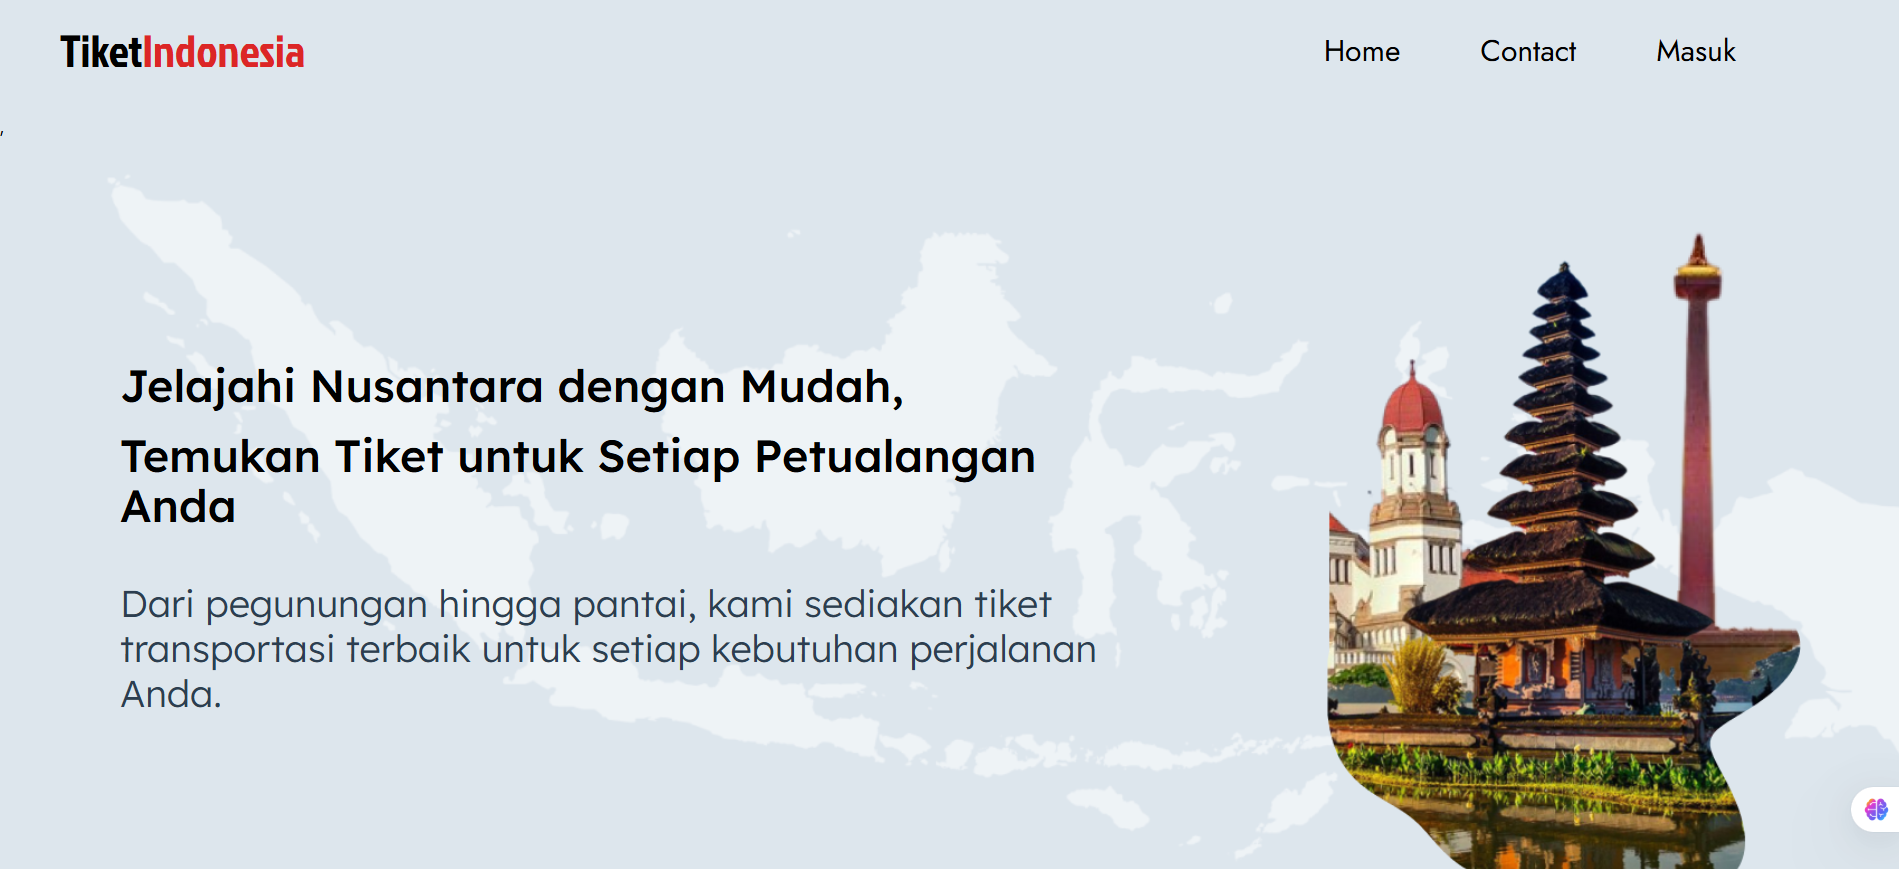 TiketIndonesia
Home Contact Masuk
,
Jelajahi Nusantara dengan Mudah,
Temukan Tiket untuk Setiap Petualangan
Anda
Dari pegunungan hingga pantai, kami sediakan tiket
transportasi terbaik untuk setiap kebutuhan perjalanan
Anda.